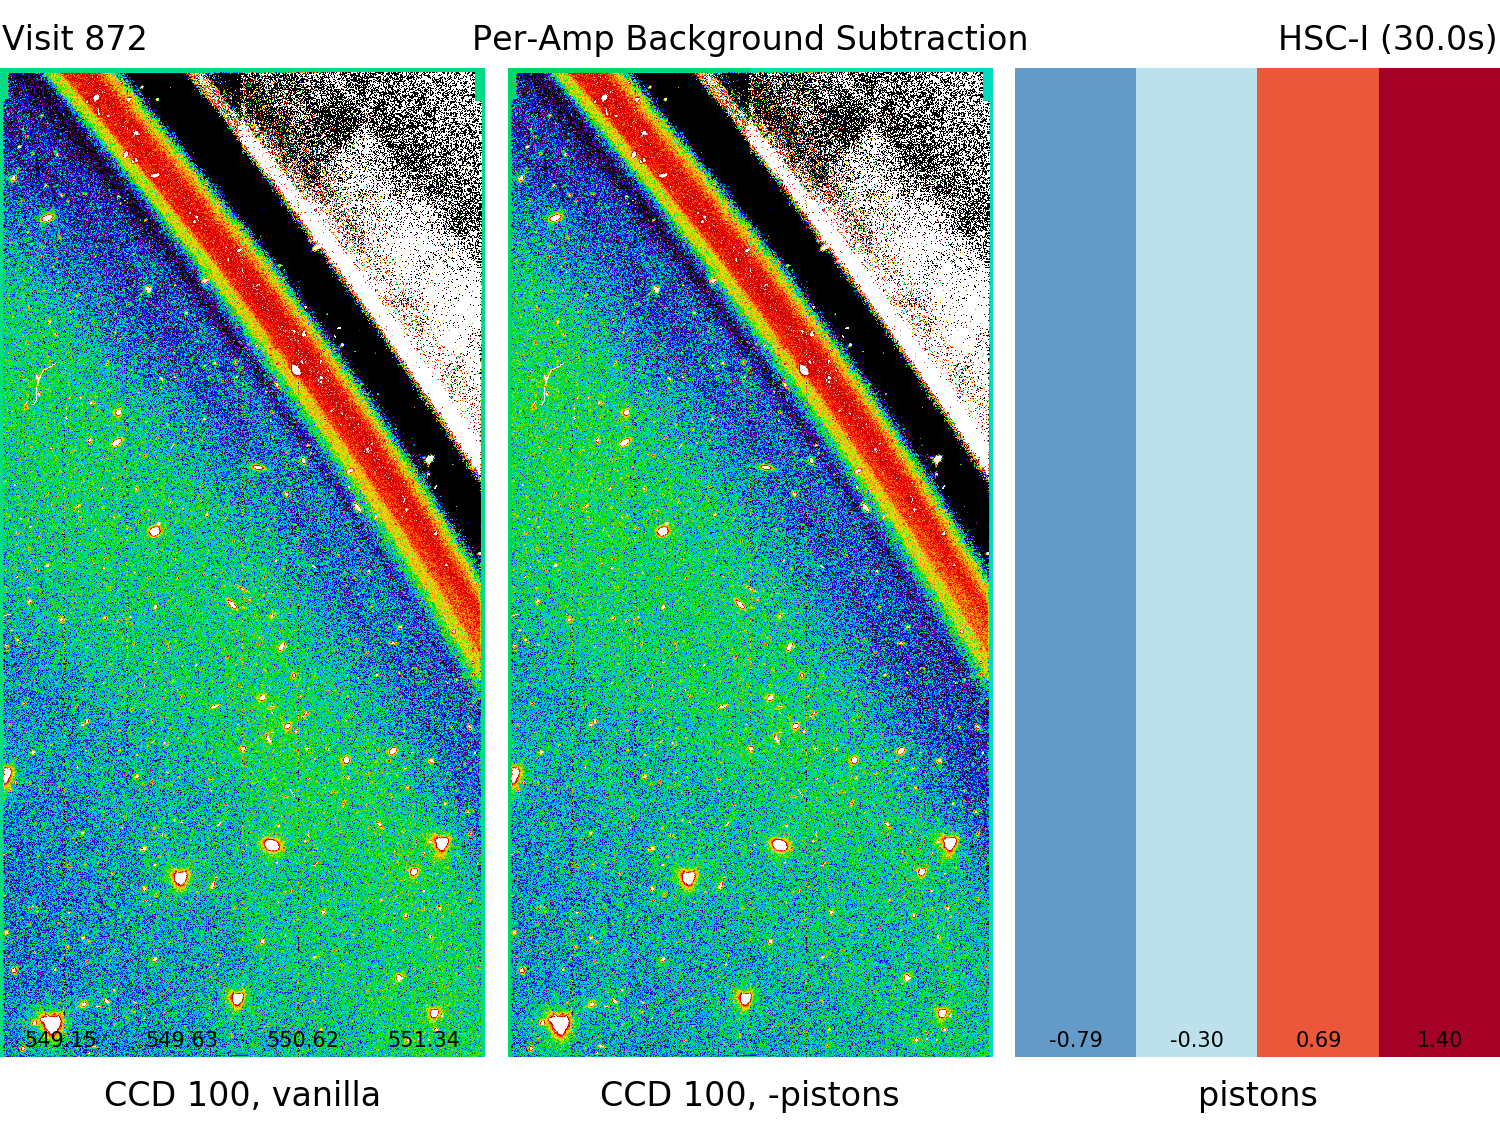 Visit 872 Per-Amp Background Subtraction HSC-I (30.0s)
549.15 549.63 550.62 551.34 -0.79 -0.30 0.69 1.40
CCD 100, vanilla CCD 100, -pistons pistons